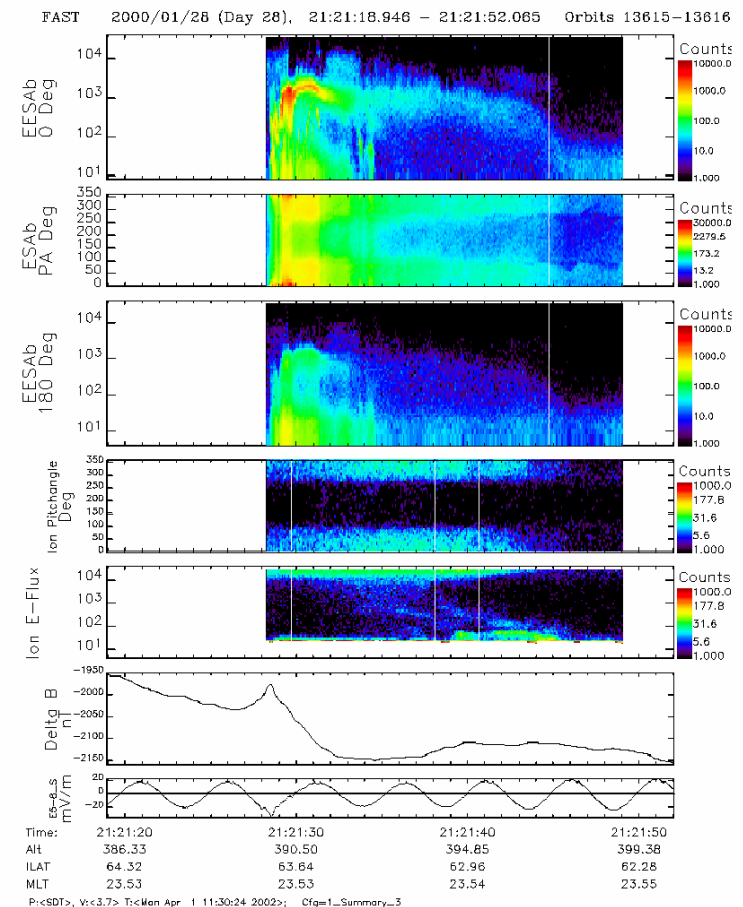 FAST 2000/01/28 (Day 28), 21:21:18.946 - 21:21:52.065 Orbits 13615-13616
EESAb
0 Deg
10⁴
10³
10²
10¹
Counts
10000.0
1000.0
100.0
10.0
1.000
ESAb
PA Deg
350
300
250
200
150
100
50
0
Counts
30000.0
2279.5
173.2
13.2
1.000
EESAb
180 Deg
10⁴
10³
10²
10¹
Counts
10000.0
1000.0
100.0
10.0
1.000
Ion Pitchangle
Deg
350
300
250
200
150
100
50
0
Counts
1000.0
177.8
31.6
5.6
1.000
Ion E-Flux
10⁴
10³
10²
10¹
Counts
1000.0
177.8
31.6
5.6
1.000
Delta B
nT
-1950
-2000
-2050
-2100
-2150
E5-8_S
mV/m
20
0
-20
Time: 21:21:20 21:21:30 21:21:40 21:21:50
Alt 386.33 390.50 394.85 399.38
ILAT 64.32 63.64 62.96 62.28
MLT 23.53 23.53 23.54 23.55
P:<SDT>, V:<3.7> T:<Mon Apr 1 11:30:24 2002>; Cfg=1_Summary_3